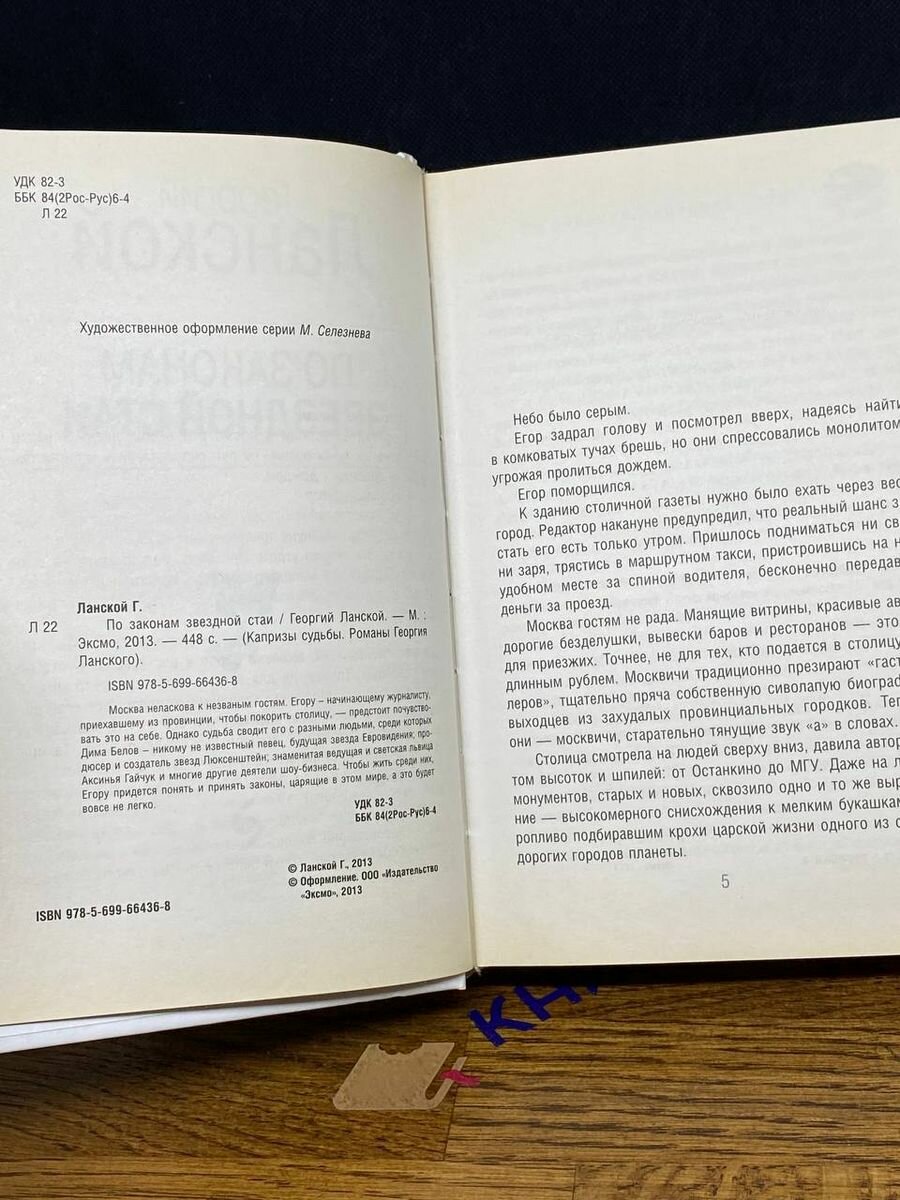 УДК 82-3
ББК 84(2Рос-Рус)6-4
Л 22
Художественное оформление серии М. Селезнева
Ланской Г.
Л 22
По законам звездной стаи / Георгий Ланской. — М. :
Эксмо, 2013. — 448 с. — (Капризы судьбы. Романы Георгия
Ланского).
ISBN 978-5-699-66436-8
Москва неласкова к незваным гостям. Егору – начинающему журналисту,
приехавшему из провинции, чтобы покорить столицу, — предстоит почувство-
вать это на себе. Однако судьба сводит его с разными людьми, среди которых
Дима Белов – никому не известный певец, будущая звезда Евровидения; про-
дюсер и создатель звезд Люксенштейн; знаменитая ведущая и светская львица
Аксинья Гайчук и многие другие деятели шоу-бизнеса. Чтобы жить среди них,
Егору придется понять и принять законы, царящие в этом мире, а это будет
вовсе не легко.
УДК 82-3
ББК 84(2Рос-Рус)6-4
© Ланской Г., 2013
© Оформление. ООО «Издательство
«Эксмо», 2013
ISBN 978-5-699-66436-8
Небо было серым.
Егор задрал голову и посмотрел вверх, надеясь найти
в комковатых тучах брешь, но они спрессовались монолитом,
угрожая пролиться дождем.
Егор поморщился.
К зданию столичной газеты нужно было ехать через вес
город. Редактор накануне предупредил, что реальный шанс з
стать его есть только утром. Пришлось подниматься ни св
ни заря, трястись в маршрутном такси, пристроившись на н
удобном месте за спиной водителя, бесконечно передав
деньги за проезд.
Москва гостям не рада. Манящие витрины, красивые ав
дорогие безделушки, вывески баров и ресторанов — это
для приезжих. Точнее, не для тех, кто подается в столицу
длинным рублем. Москвичи традиционно презирают «гаст
леров», тщательно пряча собственную сиволапую биограф
выходцев из захудалых провинциальных городков. Теп
они — москвичи, старательно тянущие звук «а» в словах.
Столица смотрела на людей сверху вниз, давила автор
том высоток и шпилей: от Останкино до МГУ. Даже на л
монументов, старых и новых, сквозило одно и то же выр
ние — высокомерного снисхождения к мелким букашкам
ропливо подбиравшим крохи царской жизни одного из с
дорогих городов планеты.
5